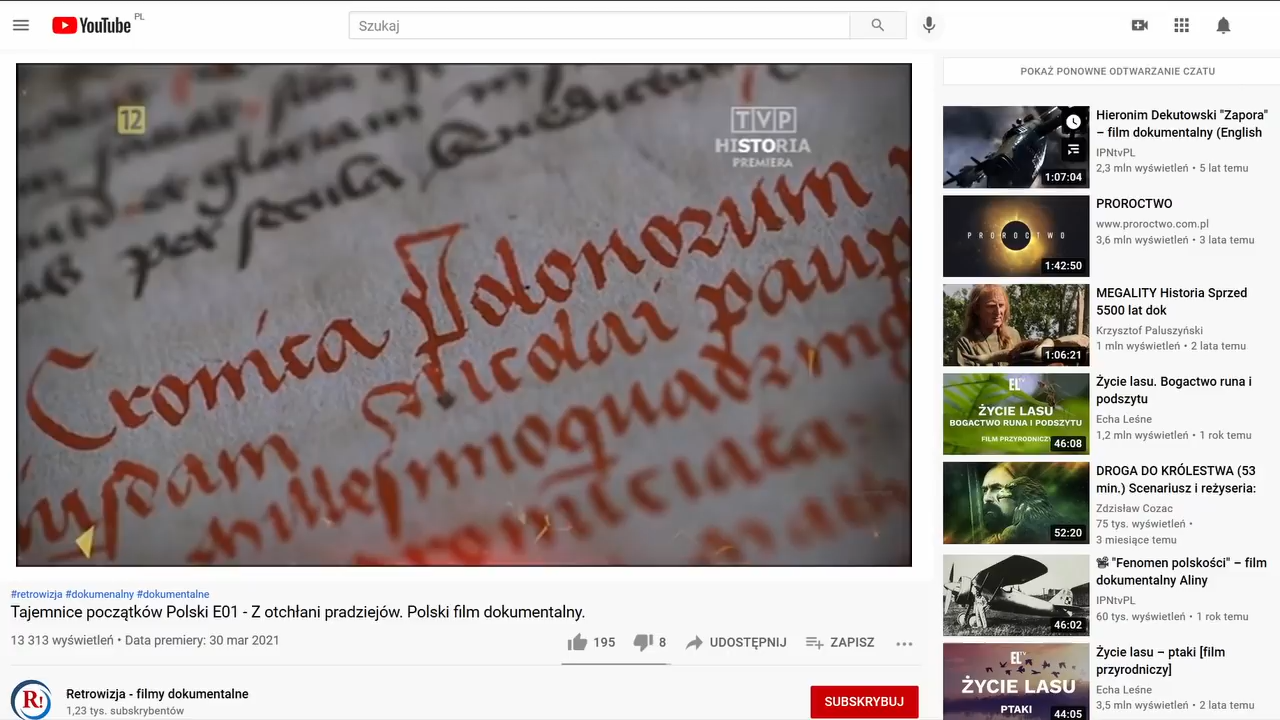 YouTube PL
Szukaj
12
TVP
HISTORIA
PREMIERA
Cronica Polonorum
#retrowizja #dokumenalny #dokumentalne
Tajemnice początków Polski E01 - Z otchłani pradziejów. Polski film dokumentalny.
13 313 wyświetleń • Data premiery: 30 mar 2021
195
8
UDOSTĘPNIJ
ZAPISZ
R!
Retrowizja - filmy dokumentalne
1,23 tys. subskrybentów
SUBSKRYBUJ
POKAŻ PONOWNE ODTWARZANIE CZATU
1:07:04
Hieronim Dekutowski "Zapora"
– film dokumentalny (English
IPNtvPL
2,3 mln wyświetleń • 5 lat temu
PROROCTWO
1:42:50
PROROCTWO
www.proroctwo.com.pl
3,6 mln wyświetleń • 3 lata temu
1:06:21
MEGALITY Historia Sprzed
5500 lat dok
Krzysztof Paluszyński
1 mln wyświetleń • 2 lata temu
EL TV
ŻYCIE LASU
BOGACTWO RUNA I PODSZYTU
FILM PRZYRODNICZY
46:08
Życie lasu. Bogactwo runa i
podszytu
Echa Leśne
1,2 mln wyświetleń • 1 rok temu
52:20
DROGA DO KRÓLESTWA (53
min.) Scenariusz i reżyseria:
Zdzisław Cozac
75 tys. wyświetleń •
3 miesiące temu
46:02
"Fenomen polskości" – film
dokumentalny Aliny
IPNtvPL
60 tys. wyświetleń • 1 rok temu
EL TV
ŻYCIE LASU
PTAKI
44:05
Życie lasu – ptaki [film
przyrodniczy]
Echa Leśne
3,5 mln wyświetleń • 2 lata temu